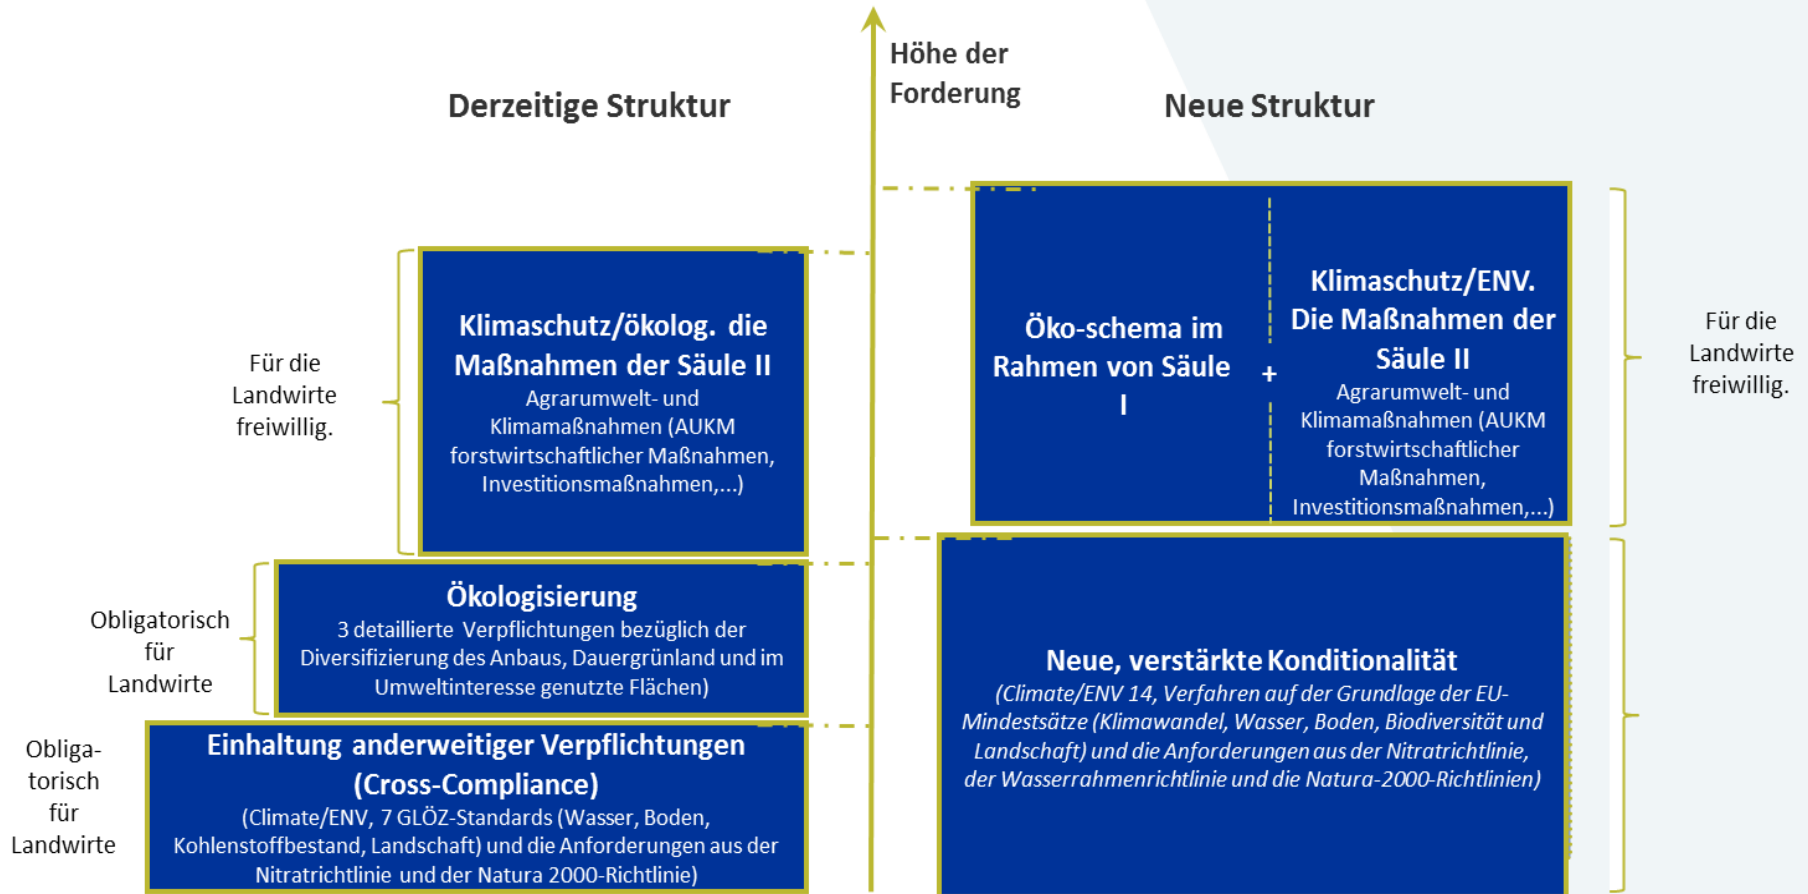 Höhe der
Forderung
Derzeitige Struktur
Neue Struktur
Für die
Landwirte
freiwillig.
Klimaschutz/ökolog. die
Maßnahmen der Säule II
Agrarumwelt- und
Klimamaßnahmen (AUKM
forstwirtschaftlicher Maßnahmen,
Investitionsmaßnahmen,...)
Obligatorisch
für
Landwirte
Ökologisierung
3 detaillierte Verpflichtungen bezüglich der
Diversifizierung des Anbaus, Dauergrünland und im
Umweltinteresse genutzte Flächen)
Obliga-
torisch
für
Landwirte
Einhaltung anderweitiger Verpflichtungen
(Cross-Compliance)
(Climate/ENV, 7 GLÖZ-Standards (Wasser, Boden,
Kohlenstoffbestand, Landschaft) und die Anforderungen aus der
Nitratrichtlinie und der Natura 2000-Richtlinie)
Öko-schema im
Rahmen von Säule
I
+
Klimaschutz/ENV.
Die Maßnahmen der
Säule II
Agrarumwelt- und
Klimamaßnahmen (AUKM
forstwirtschaftlicher
Maßnahmen,
Investitionsmaßnahmen,...)
Für die
Landwirte
freiwillig.
Neue, verstärkte Konditionalität
(Climate/ENV 14, Verfahren auf der Grundlage der EU-
Mindestsätze (Klimawandel, Wasser, Boden, Biodiversität und
Landschaft) und die Anforderungen aus der Nitratrichtlinie,
der Wasserrahmenrichtlinie und die Natura-2000-Richtlinien)